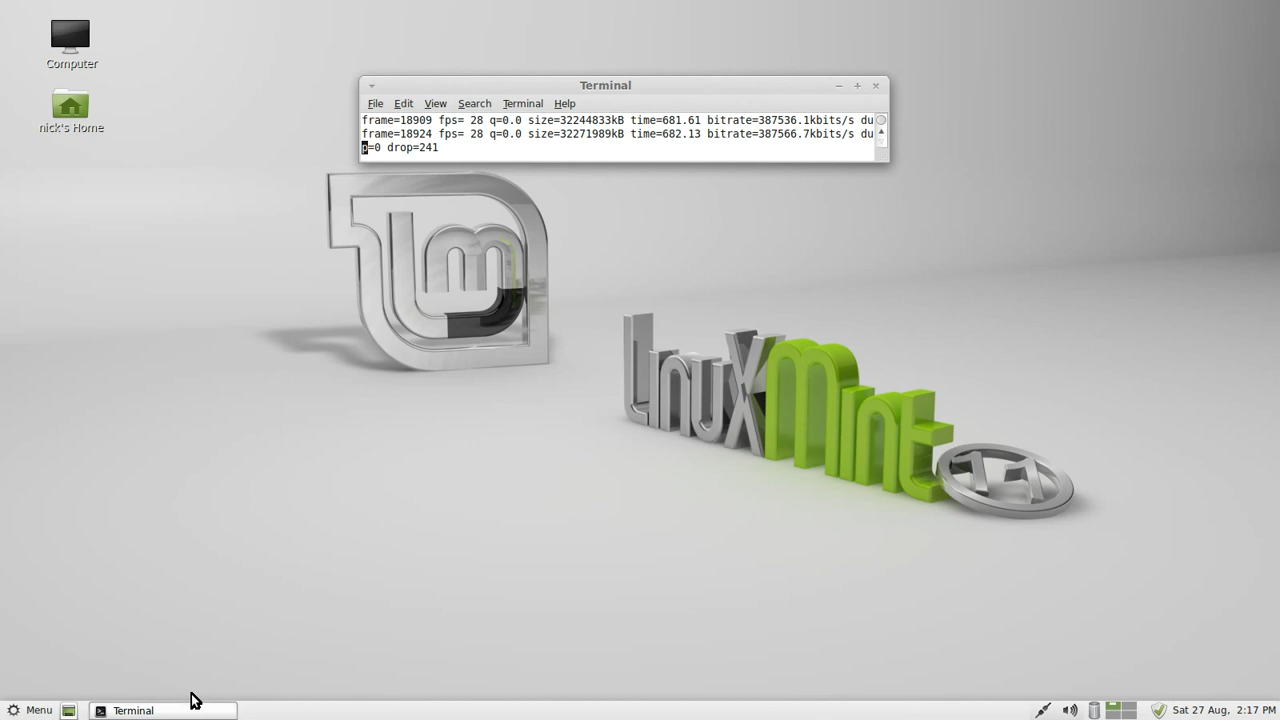 Computer
nick's Home
Terminal
File Edit View Search Terminal Help
frame=18909 fps= 28 q=0.0 size=32244833kB time=681.61 bitrate=387536.1kbits/s du
frame=18924 fps= 28 q=0.0 size=32271989kB time=682.13 bitrate=387566.7kbits/s du
p=0 drop=241
lm
LinuxMint 11
Menu Terminal Sat 27 Aug, 2:17 PM